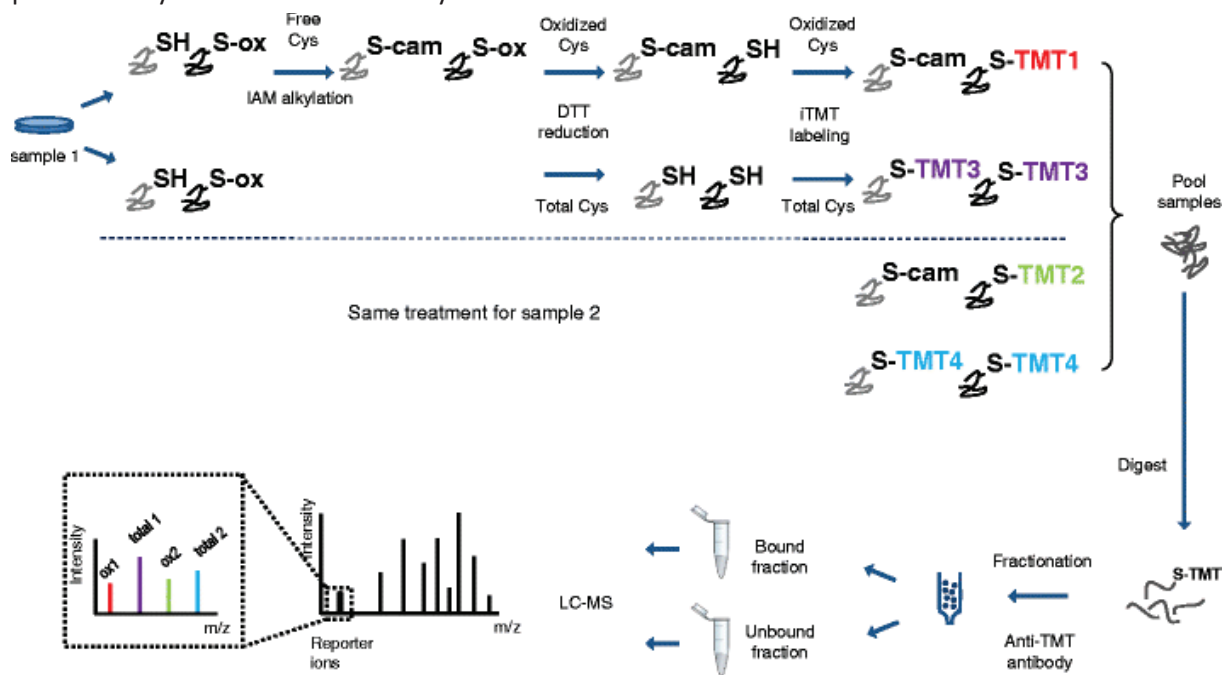 Free
Cys
SH
S-ox
IAM alkylation
S-cam
S-ox
Oxidized
Cys
DTT
reduction
S-cam
SH
Oxidized
Cys
iTMT
labeling
S-cam
S-TMT1
sample 1
SH
S-ox
Total Cys
SH
SH
Total Cys
S-TMT3
S-TMT3
Pool
samples
Same treatment for sample 2
S-cam
S-TMT2
S-TMT4
S-TMT4
Digest
S-TMT
Fractionation
Anti-TMT
antibody
Bound
fraction
Unbound
fraction
LC-MS
Intensity
m/z
Reporter
ions
Intensity
ox1
total 1
ox2
total 2
m/z